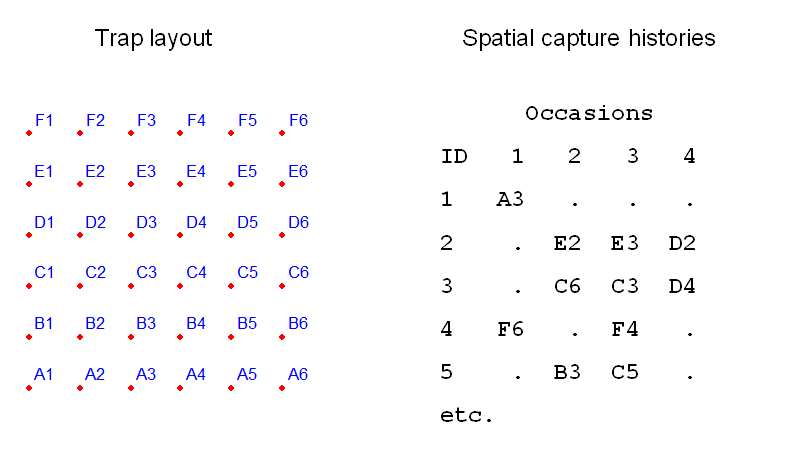 Trap layout
F1 F2 F3 F4 F5 F6
E1 E2 E3 E4 E5 E6
D1 D2 D3 D4 D5 D6
C1 C2 C3 C4 C5 C6
B1 B2 B3 B4 B5 B6
A1 A2 A3 A4 A5 A6
Spatial capture histories
Occasions
ID 1 2 3 4
1 A3 . . .
2 . E2 E3 D2
3 . C6 C3 D4
4 F6 . F4 .
5 . B3 C5 .
etc.